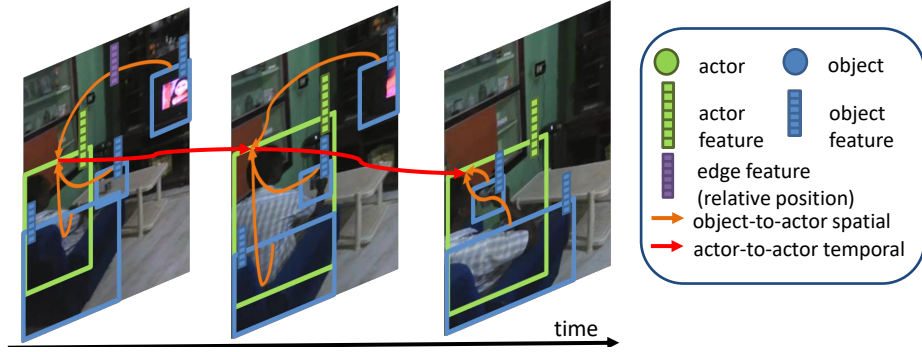 actor
object
actor
feature
object
feature
edge feature
(relative position)
object-to-actor spatial
actor-to-actor temporal
time